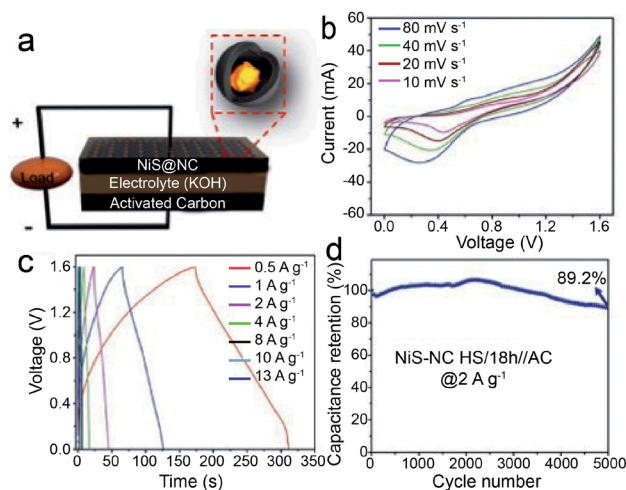 a
+
Load
-
NiS@NC
Electrolyte (KOH)
Activated Carbon
b
80 mV s-1
40 mV s-1
20 mV s-1
10 mV s-1
Current (mA)
60
40
20
0
-20
-40
-60
0.0 0.4 0.8 1.2 1.6
Voltage (V)
c
0.5 A g-1
1 A g-1
2 A g-1
4 A g-1
8 A g-1
10 A g-1
13 A g-1
Voltage (V)
1.6
1.2
0.8
0.4
0.0
0 50 100 150 200 250 300 350
Time (s)
d
89.2%
NiS-NC HS/18h//AC
@2 A g-1
Capacitance retention (%)
100
80
60
40
20
0
0 1000 2000 3000 4000 5000
Cycle number